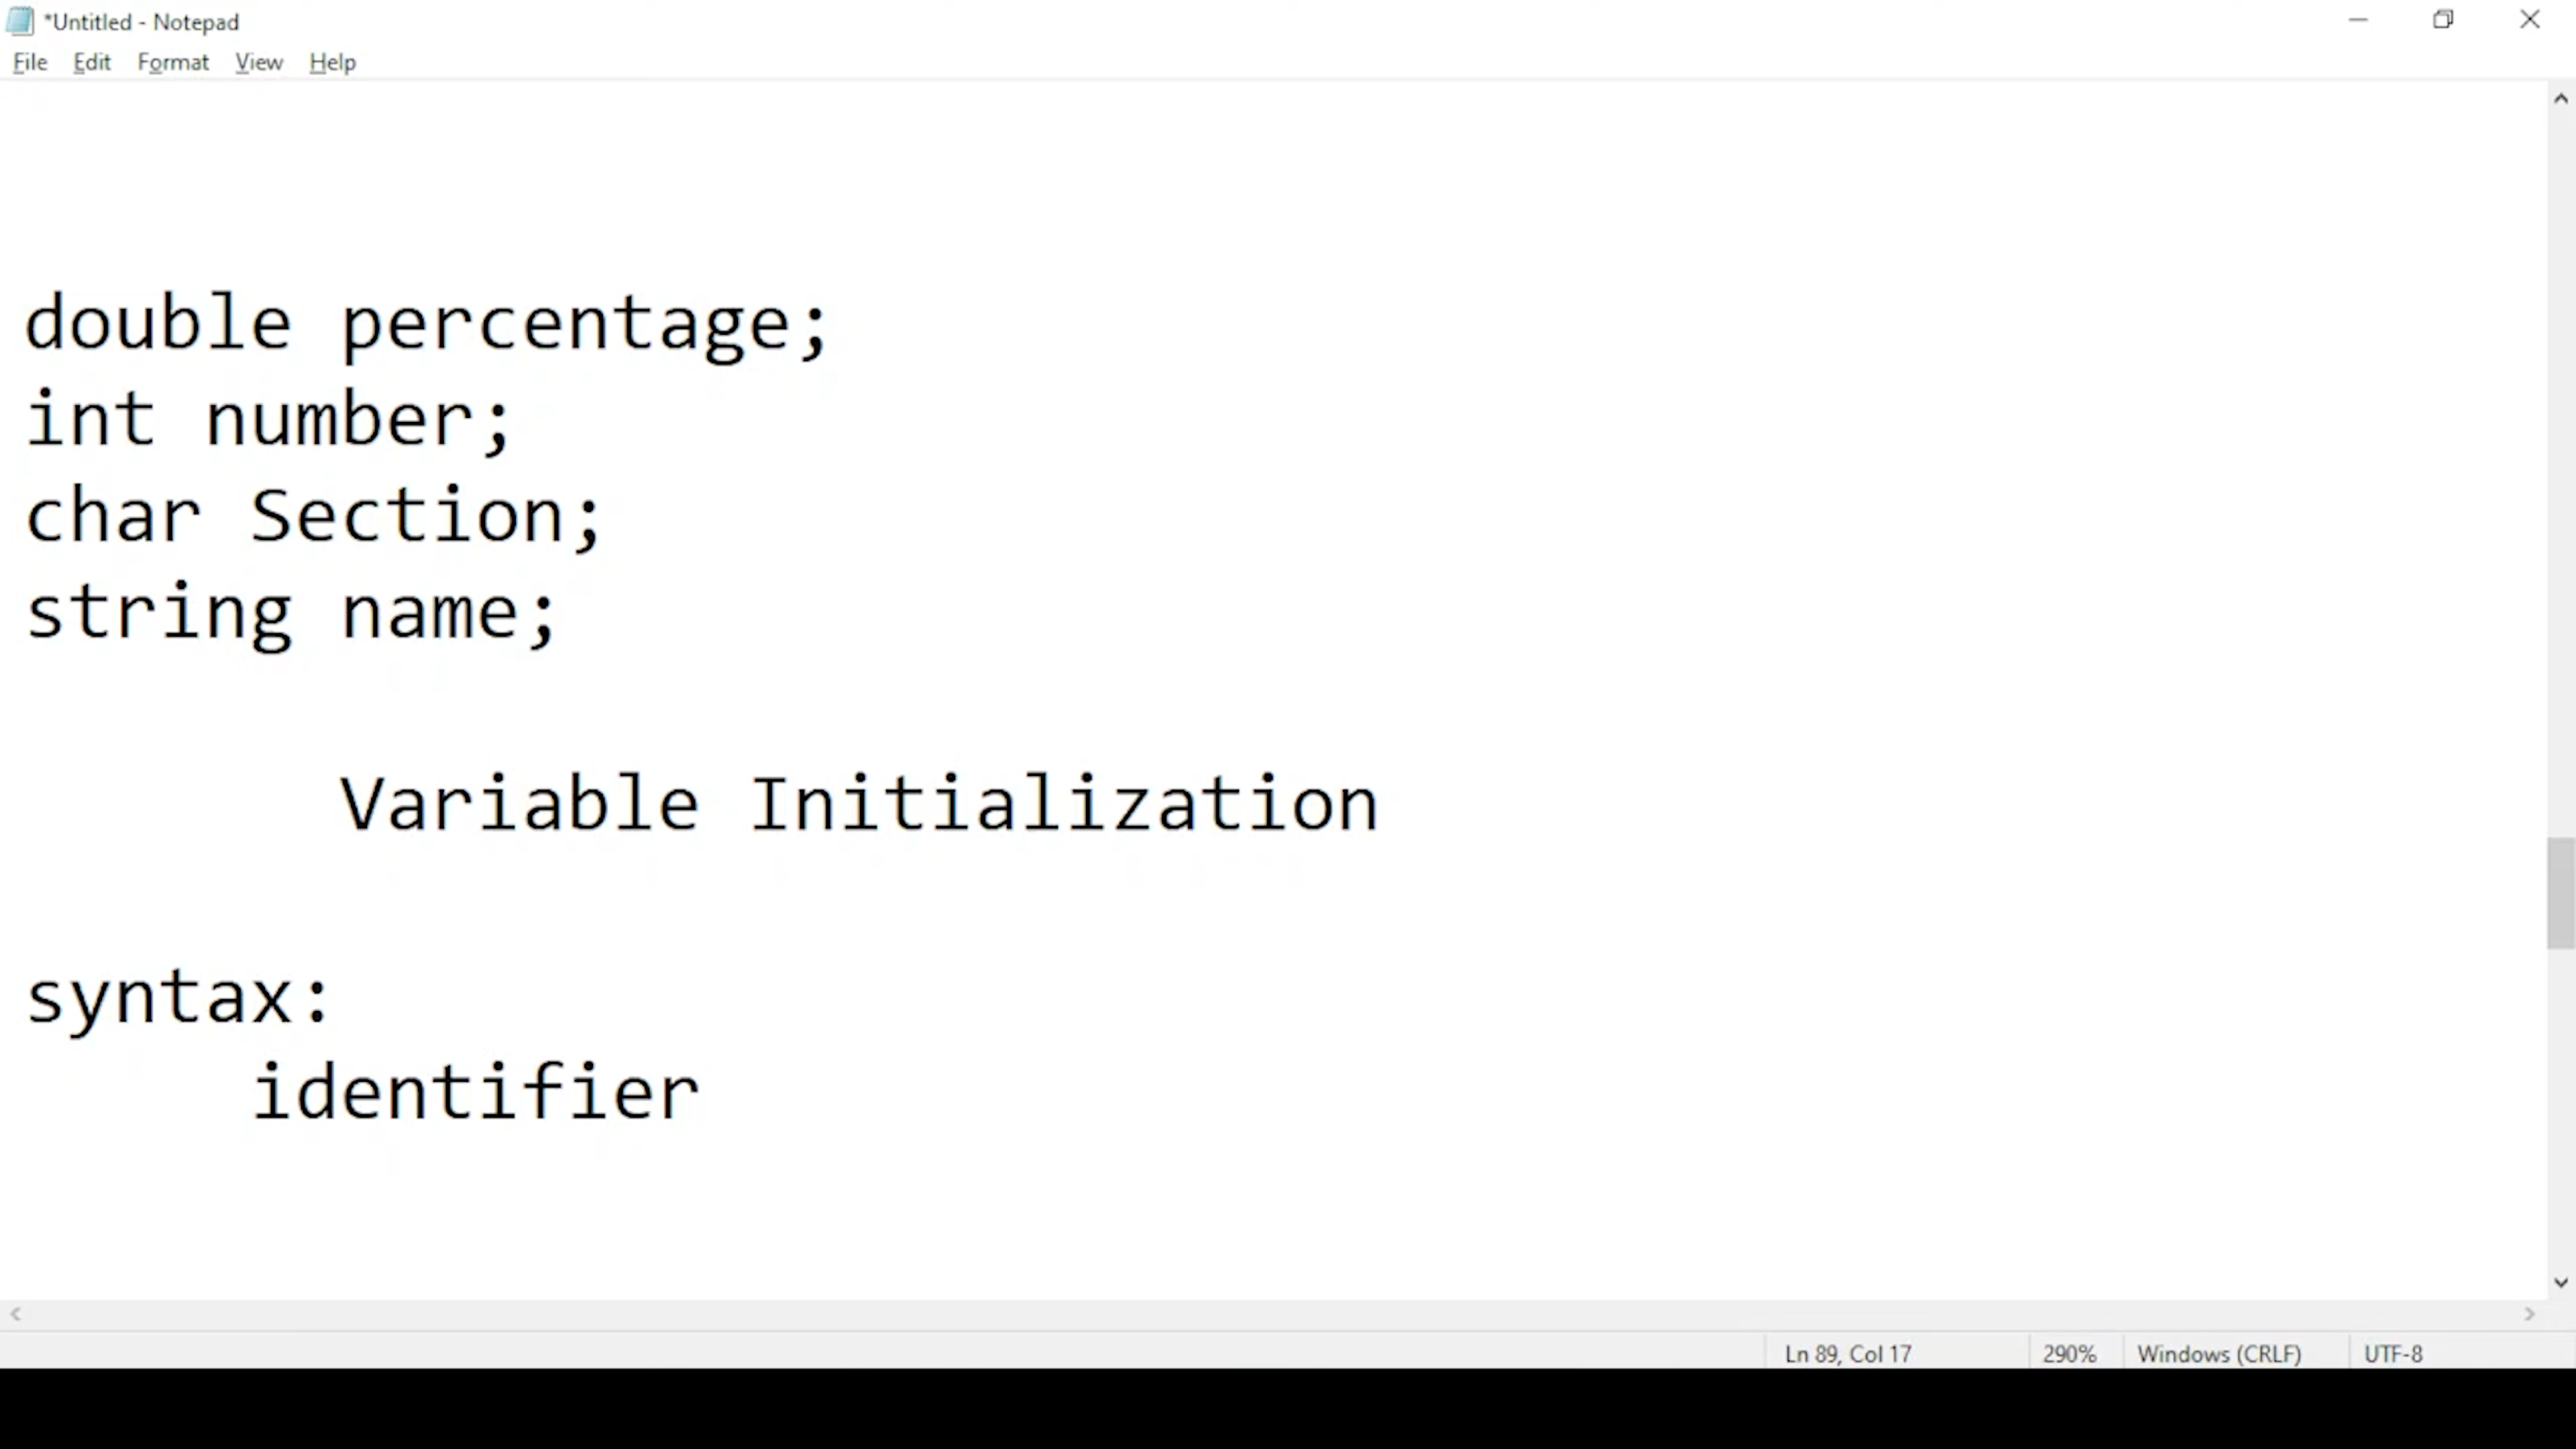 *Untitled - Notepad
File Edit Format View Help
double percentage;
int number;
char Section;
string name;
Variable Initialization
syntax:
identifier
Ln 89, Col 17 290% Windows (CRLF) UTF-8